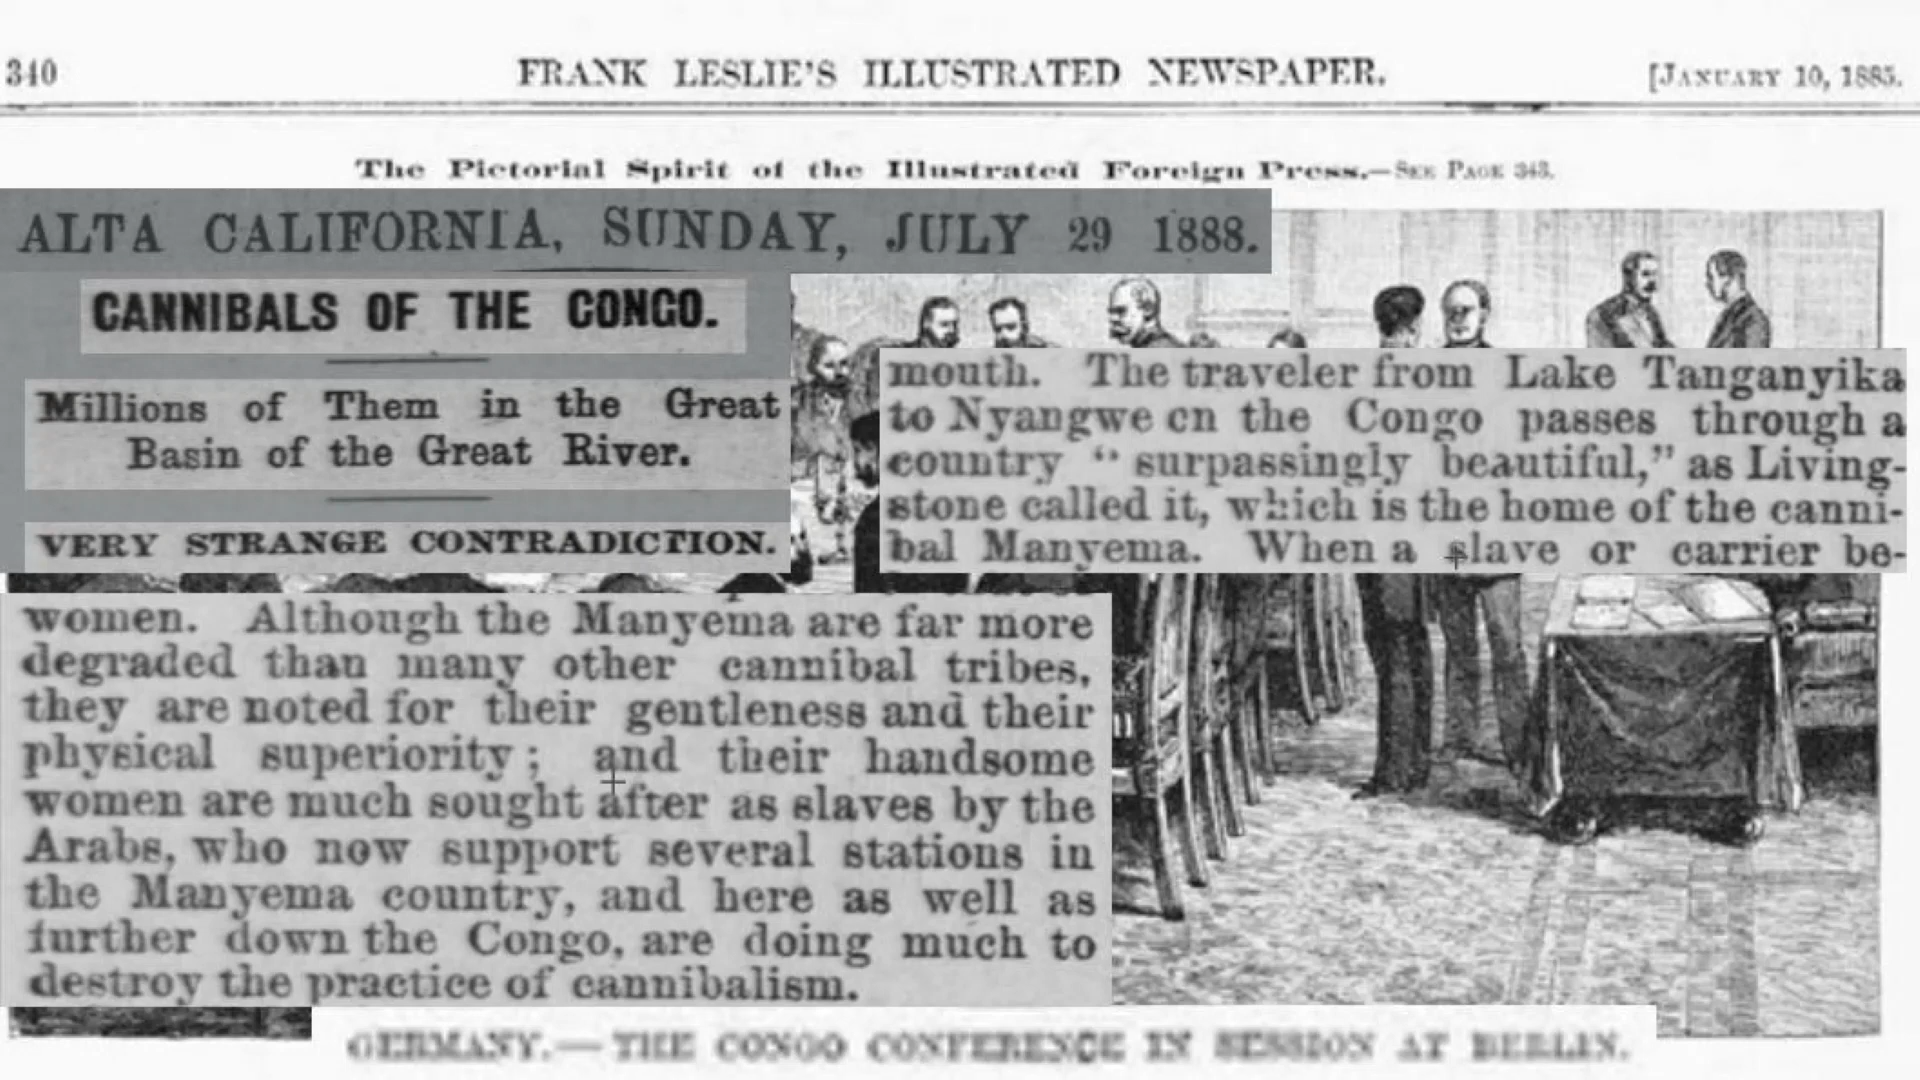 340 FRANK LESLIE'S ILLUSTRATED NEWSPAPER. [JANUARY 10, 1885.
The Pictorial Spirit of the Illustrated Foreign Press.—SEE PAGE 343.
ALTA CALIFORNIA, SUNDAY, JULY 29 1888.
CANNIBALS OF THE CONGO.
Millions of Them in the Great
Basin of the Great River.
VERY STRANGE CONTRADICTION.
mouth. The traveler from Lake Tanganyika
to Nyangwe cn the Congo passes through a
country “ surpassingly beautiful,” as Living-
stone called it, which is the home of the canni-
bal Manyema. When a slave or carrier be-
women. Although the Manyema are far more
degraded than many other cannibal tribes,
they are noted for their gentleness and their
physical superiority ; and their handsome
women are much sought after as slaves by the
Arabs, who now support several stations in
the Manyema country, and here as well as
further down the Congo, are doing much to
destroy the practice of cannibalism.
GERMANY.—THE CONGO CONFERENCE IN SESSION AT BERLIN.